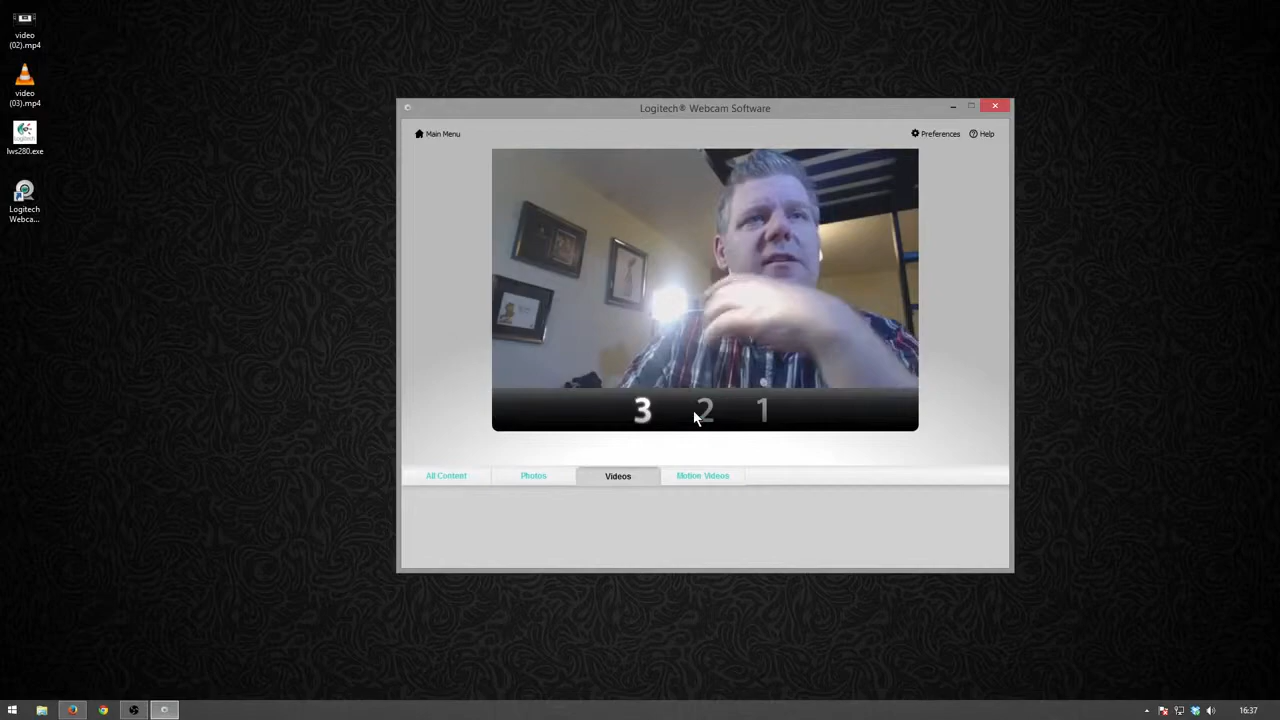 video
(02).mp4
video
(03).mp4
lws280.exe
Logitech
Webca...
Logitech® Webcam Software
Main Menu
Preferences
Help
3 2 1
All Content
Photos
Videos
Motion Videos
16:37